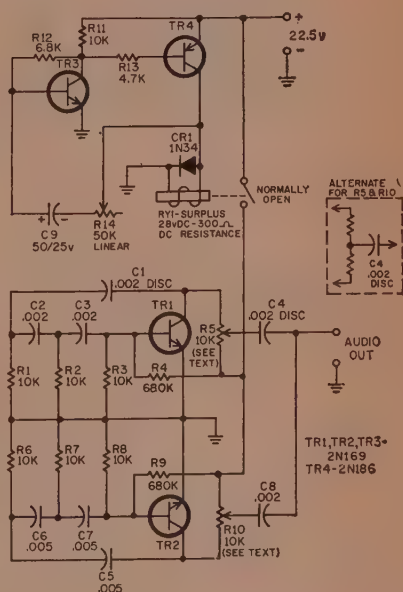 R12
6.8K
R11
10K
TR3
R13
4.7K
TR4
+
22.5v
-
CR1
1N34
NORMALLY
OPEN
RY1-SURPLUS
28vDC-300Ω
DC RESISTANCE
+ -
C9
50/25v
R14
50K
LINEAR
ALTERNATE
FOR R5 & R10
C4
.002
DISC
C1
.002 DISC
C2
.002
C3
.002
TR1
R5
10K
(SEE
TEXT)
C4
.002 DISC
R1
10K
R2
10K
R3
10K
R4
680K
AUDIO
OUT
R6
10K
R7
10K
R8
10K
R9
680K
TR1,TR2,TR3-
2N169
TR4-2N186
C6
.005
C7
.005
TR2
C8
.002
R10
10K
(SEE TEXT)
C5
.005